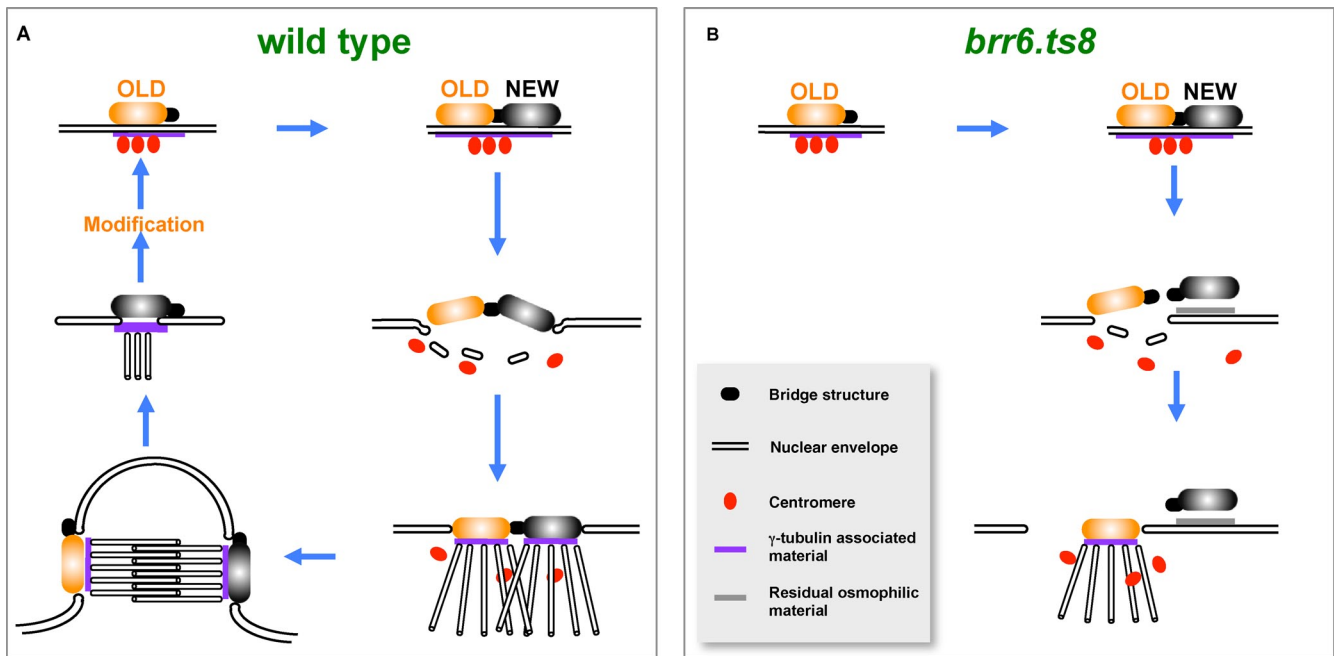 A
wild type
OLD
OLD NEW
Modification
B
brr6.ts8
OLD
OLD NEW
Bridge structure
Nuclear envelope
Centromere
γ-tubulin associated
material
Residual osmophilic
material